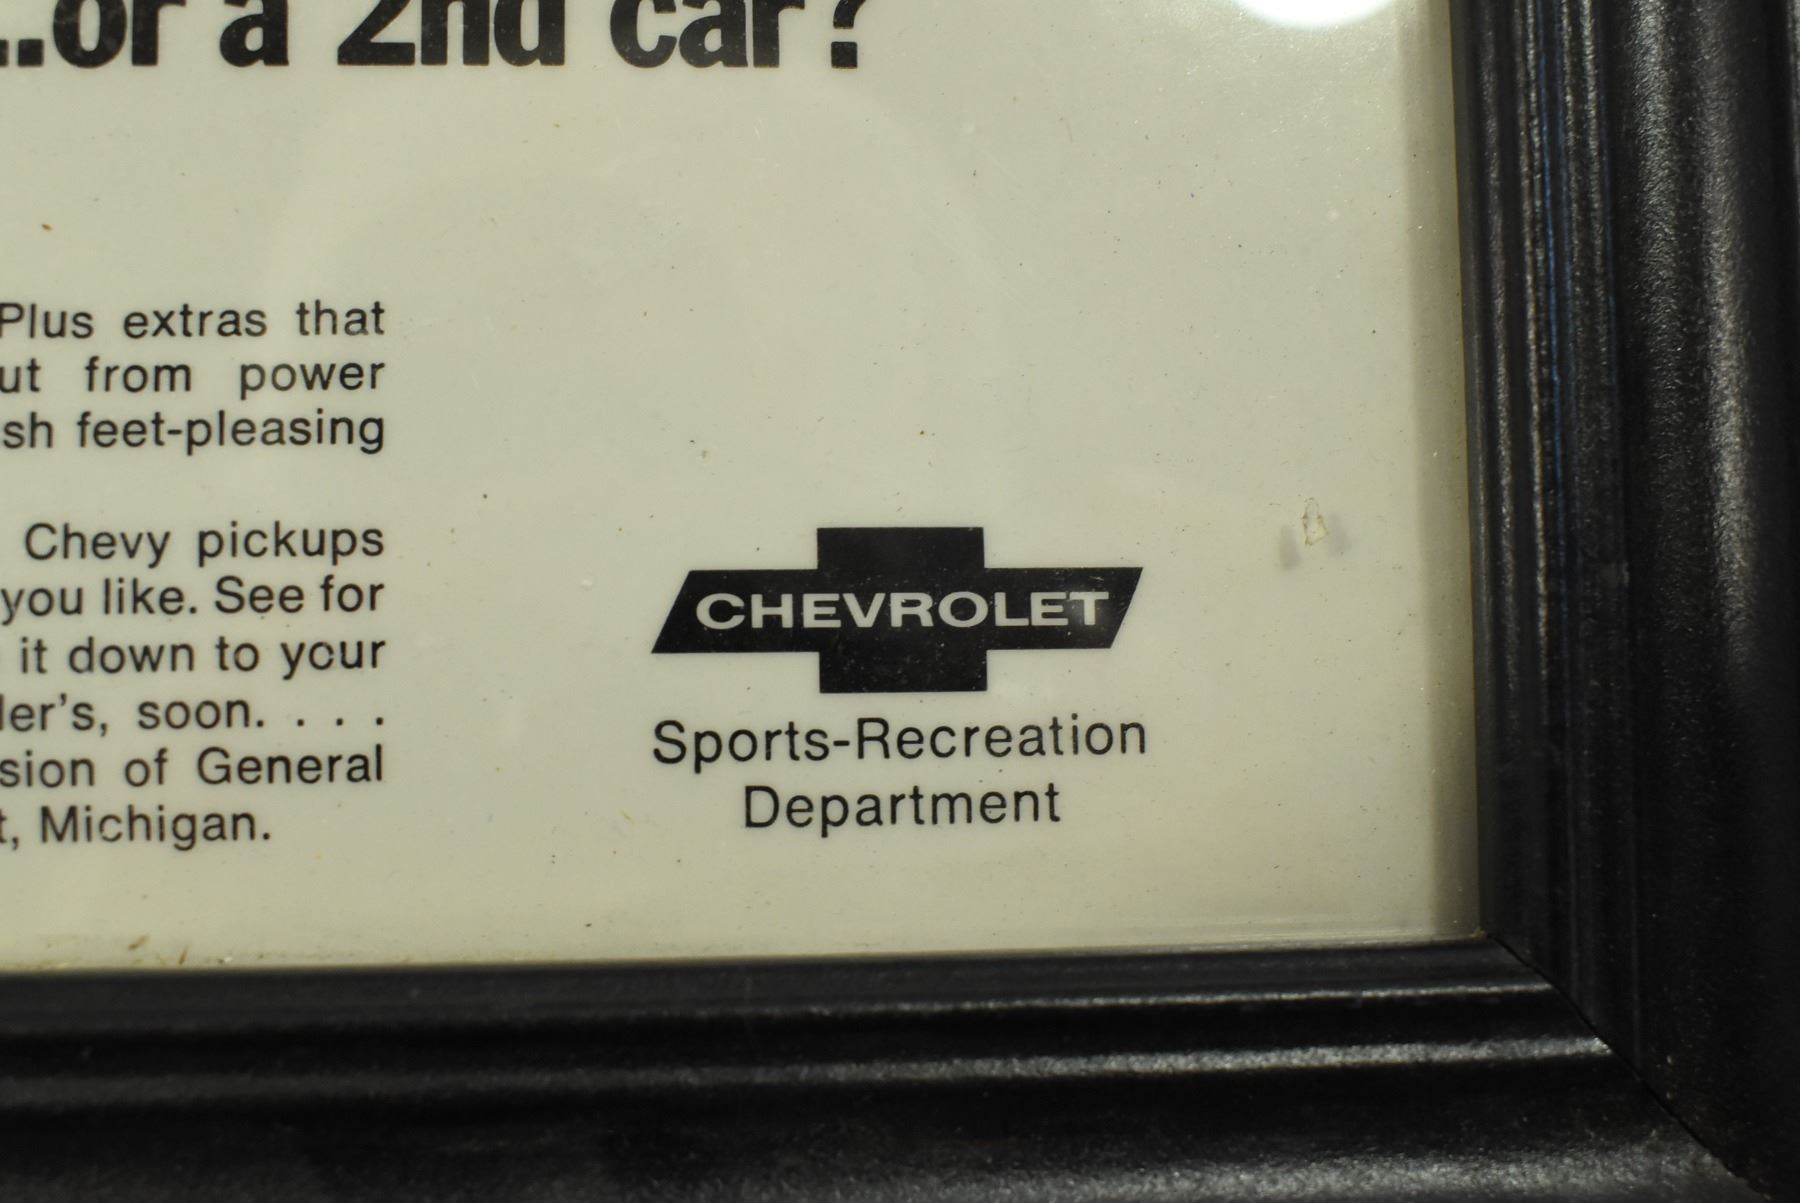 ..or a 2nd car?
Plus extras that
ut from power
sh feet-pleasing
Chevy pickups
you like. See for
it down to your
ler's, soon. . . .
sion of General
t, Michigan.
CHEVROLET
Sports-Recreation
Department